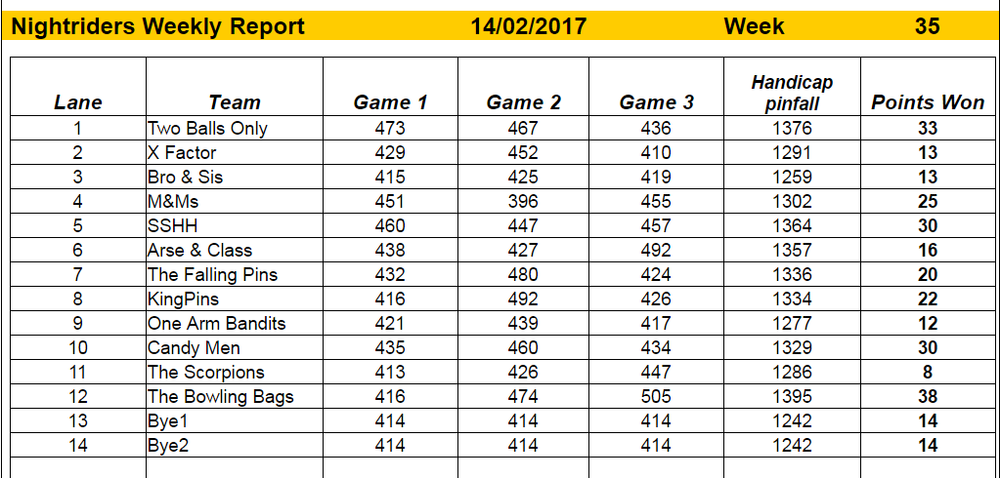 Nightriders Weekly Report 14/02/2017 Week 35
Lane Team Game 1 Game 2 Game 3 Handicap pinfall Points Won
1 Two Balls Only 473 467 436 1376 33
2 X Factor 429 452 410 1291 13
3 Bro & Sis 415 425 419 1259 13
4 M&Ms 451 396 455 1302 25
5 SSHH 460 447 457 1364 30
6 Arse & Class 438 427 492 1357 16
7 The Falling Pins 432 480 424 1336 20
8 KingPins 416 492 426 1334 22
9 One Arm Bandits 421 439 417 1277 12
10 Candy Men 435 460 434 1329 30
11 The Scorpions 413 426 447 1286 8
12 The Bowling Bags 416 474 505 1395 38
13 Bye1 414 414 414 1242 14
14 Bye2 414 414 414 1242 14